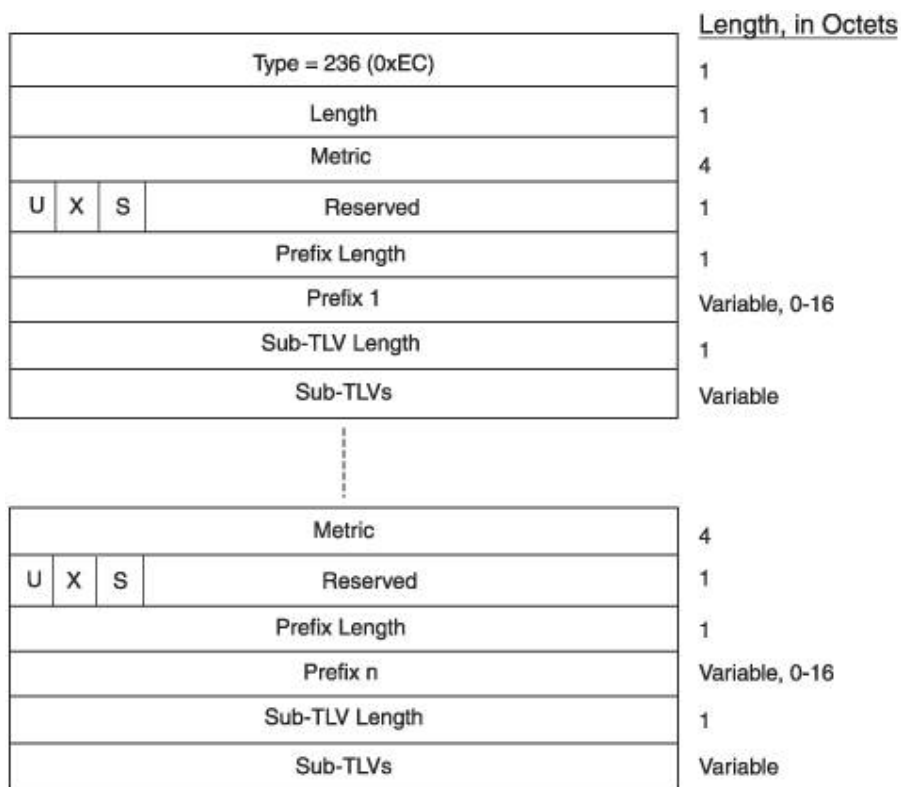 Length, in Octets
Type = 236 (0xEC) 1
Length 1
Metric 4
U X S Reserved 1
Prefix Length 1
Prefix 1 Variable, 0-16
Sub-TLV Length 1
Sub-TLVs Variable
Metric 4
U X S Reserved 1
Prefix Length 1
Prefix n Variable, 0-16
Sub-TLV Length 1
Sub-TLVs Variable